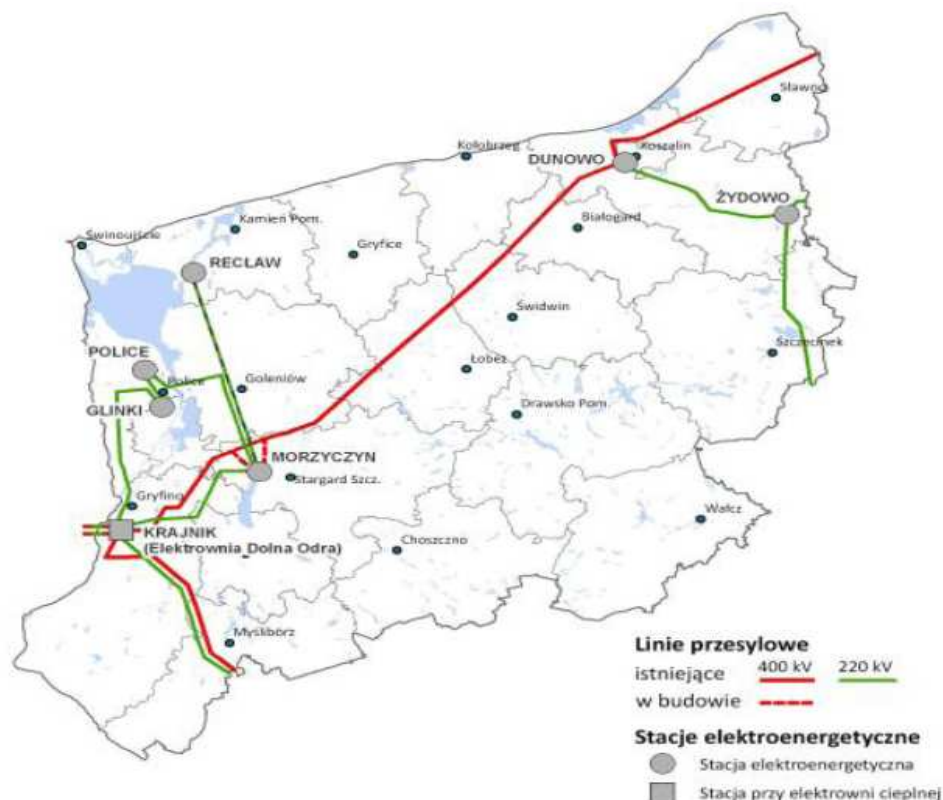 Sławno
Kołobrzeg
DUNOWO
Koszalin
ŻYDOWO
Kamień Pom.
Białogard
Świnoujście
Gryfice
RECLAW
Świdwin
POLICE
Szczecinek
Łobez
Police
Goleniów
GLINKI
Drawsko Pom.
MORZYCZYN
Stargard Szcz.
Gryfino
Wałcz
KRAJNIK
(Elektrownia Dolna Odra)
Choszczno
Myślibórz
Linie przesyłowe
istniejące 400 kV 220 kV
w budowie
Stacje elektroenergetyczne
Stacja elektroenergetyczna
Stacja przy elektrowni cieplnej